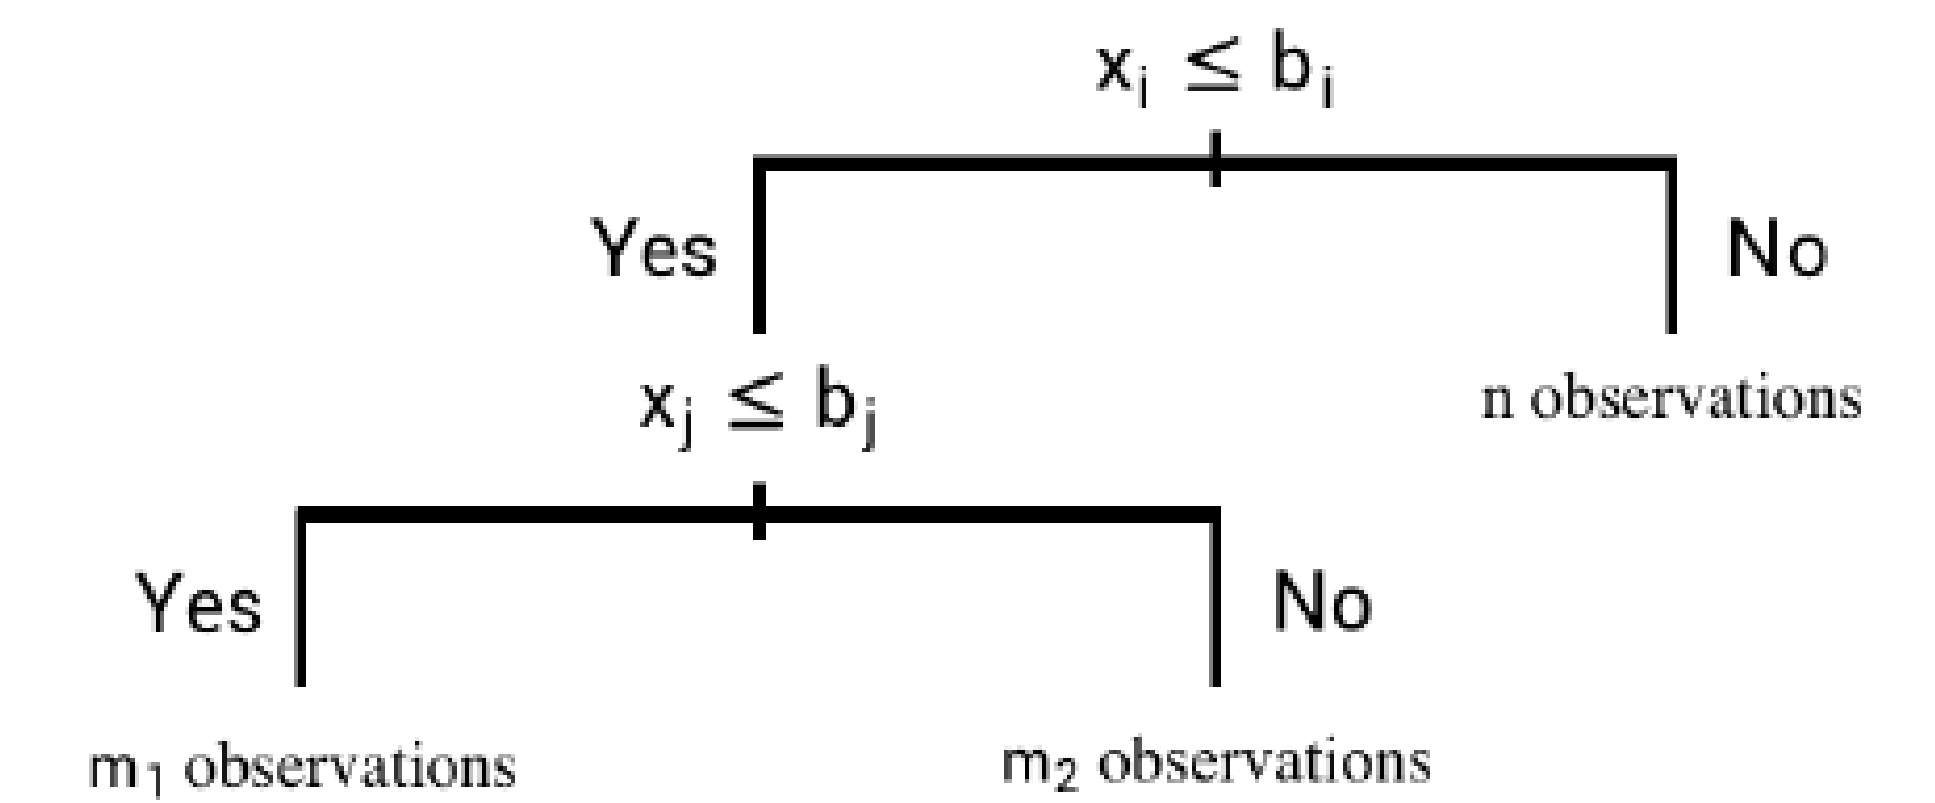 xᵢ ≤ bᵢ
Yes No
xⱼ ≤ bⱼ
n observations
Yes No
m₁ observations m₂ observations